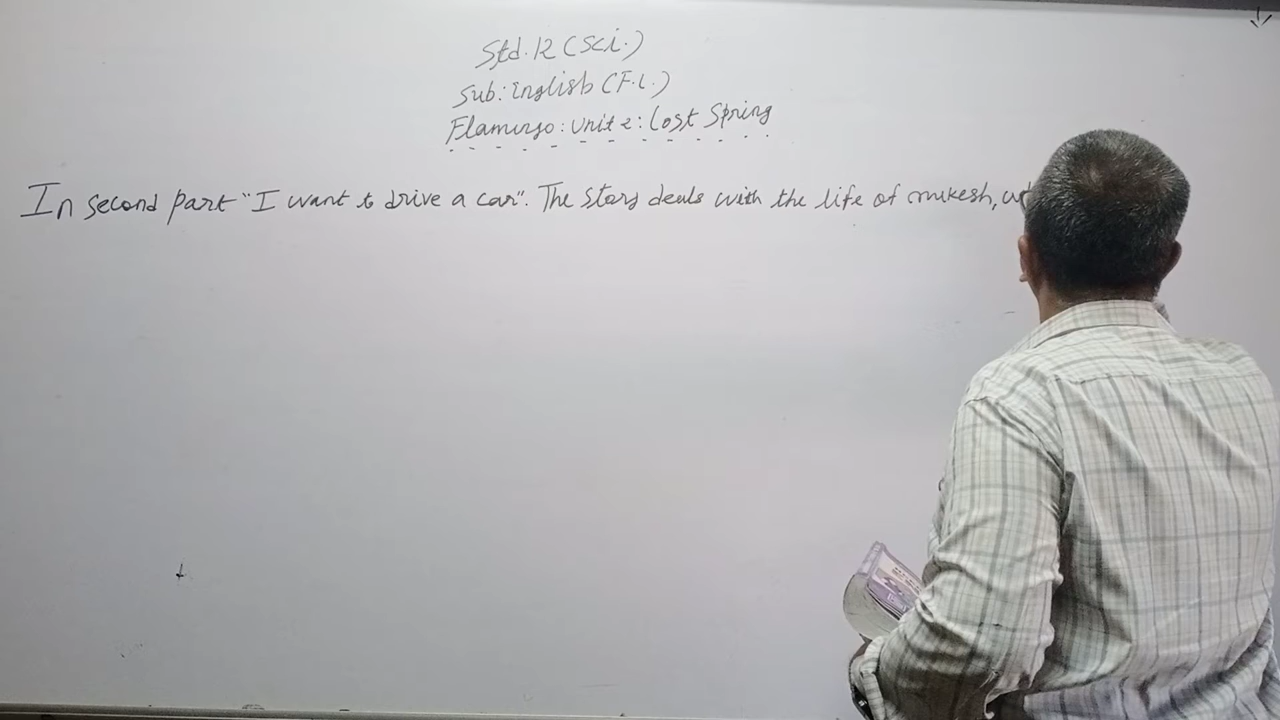 Std.12 (Sci.)
Sub: English (F.L.)
Flamingo: Unit 2: Lost Spring
In second part "I want to drive a car". The Story deals with the life of mukesh,